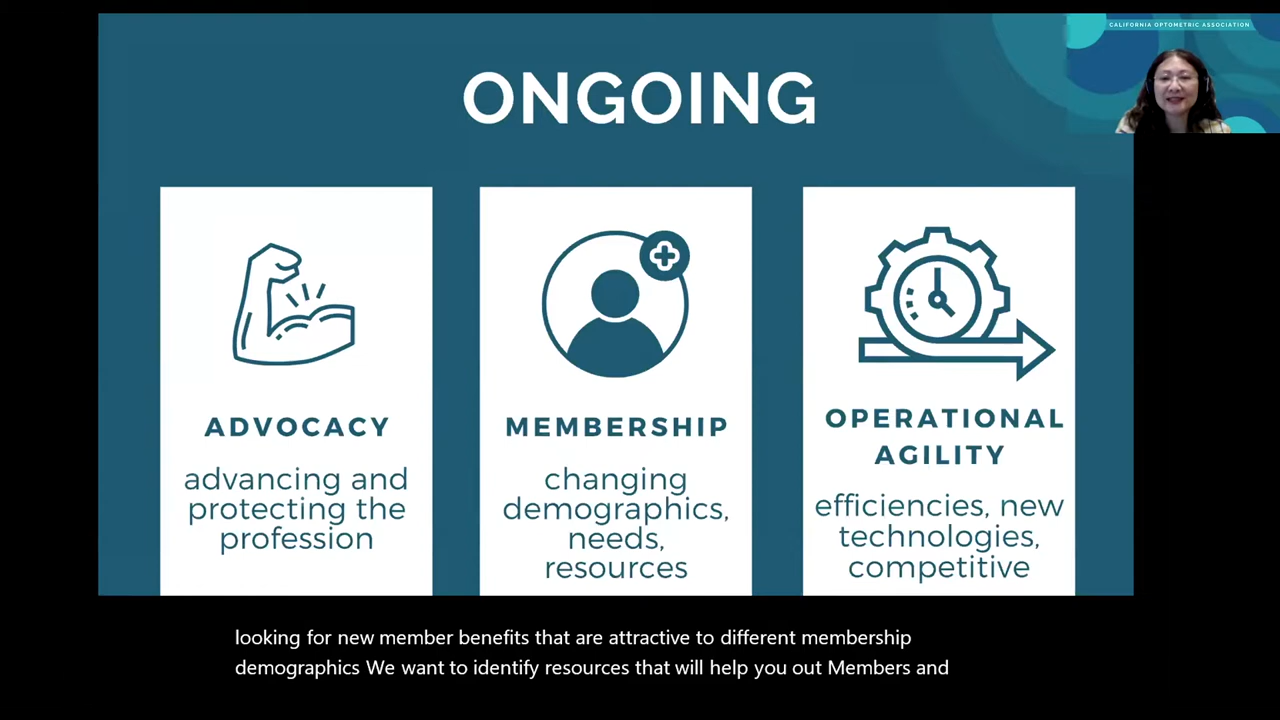 CALIFORNIA OPTOMETRIC ASSOCIATION
ONGOING
ADVOCACY
advancing and
protecting the
profession
MEMBERSHIP
changing
demographics,
needs,
resources
OPERATIONAL
AGILITY
efficiencies, new
technologies,
competitive
looking for new member benefits that are attractive to different membership
demographics We want to identify resources that will help you out Members and